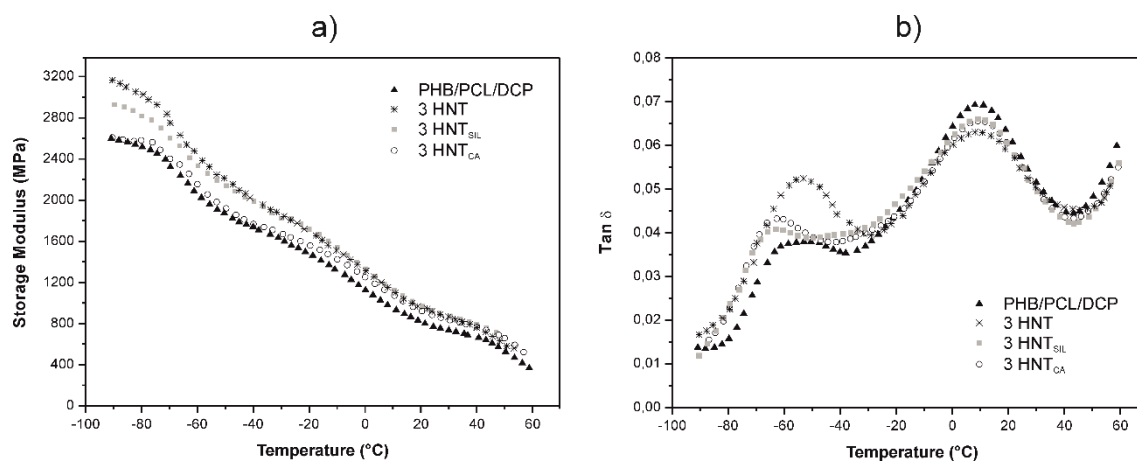 a)
3200
2800
2400
2000
1600
1200
800
400
0
Storage Modulus (MPa)
-100 -80 -60 -40 -20 0 20 40 60
Temperature (°C)
PHB/PCL/DCP
3 HNT
3 HNTSIL
3 HNTCA
b)
0,08
0,07
0,06
0,05
0,04
0,03
0,02
0,01
0,00
Tan δ
-100 -80 -60 -40 -20 0 20 40 60
Temperature (°C)
PHB/PCL/DCP
3 HNT
3 HNTSIL
3 HNTCA